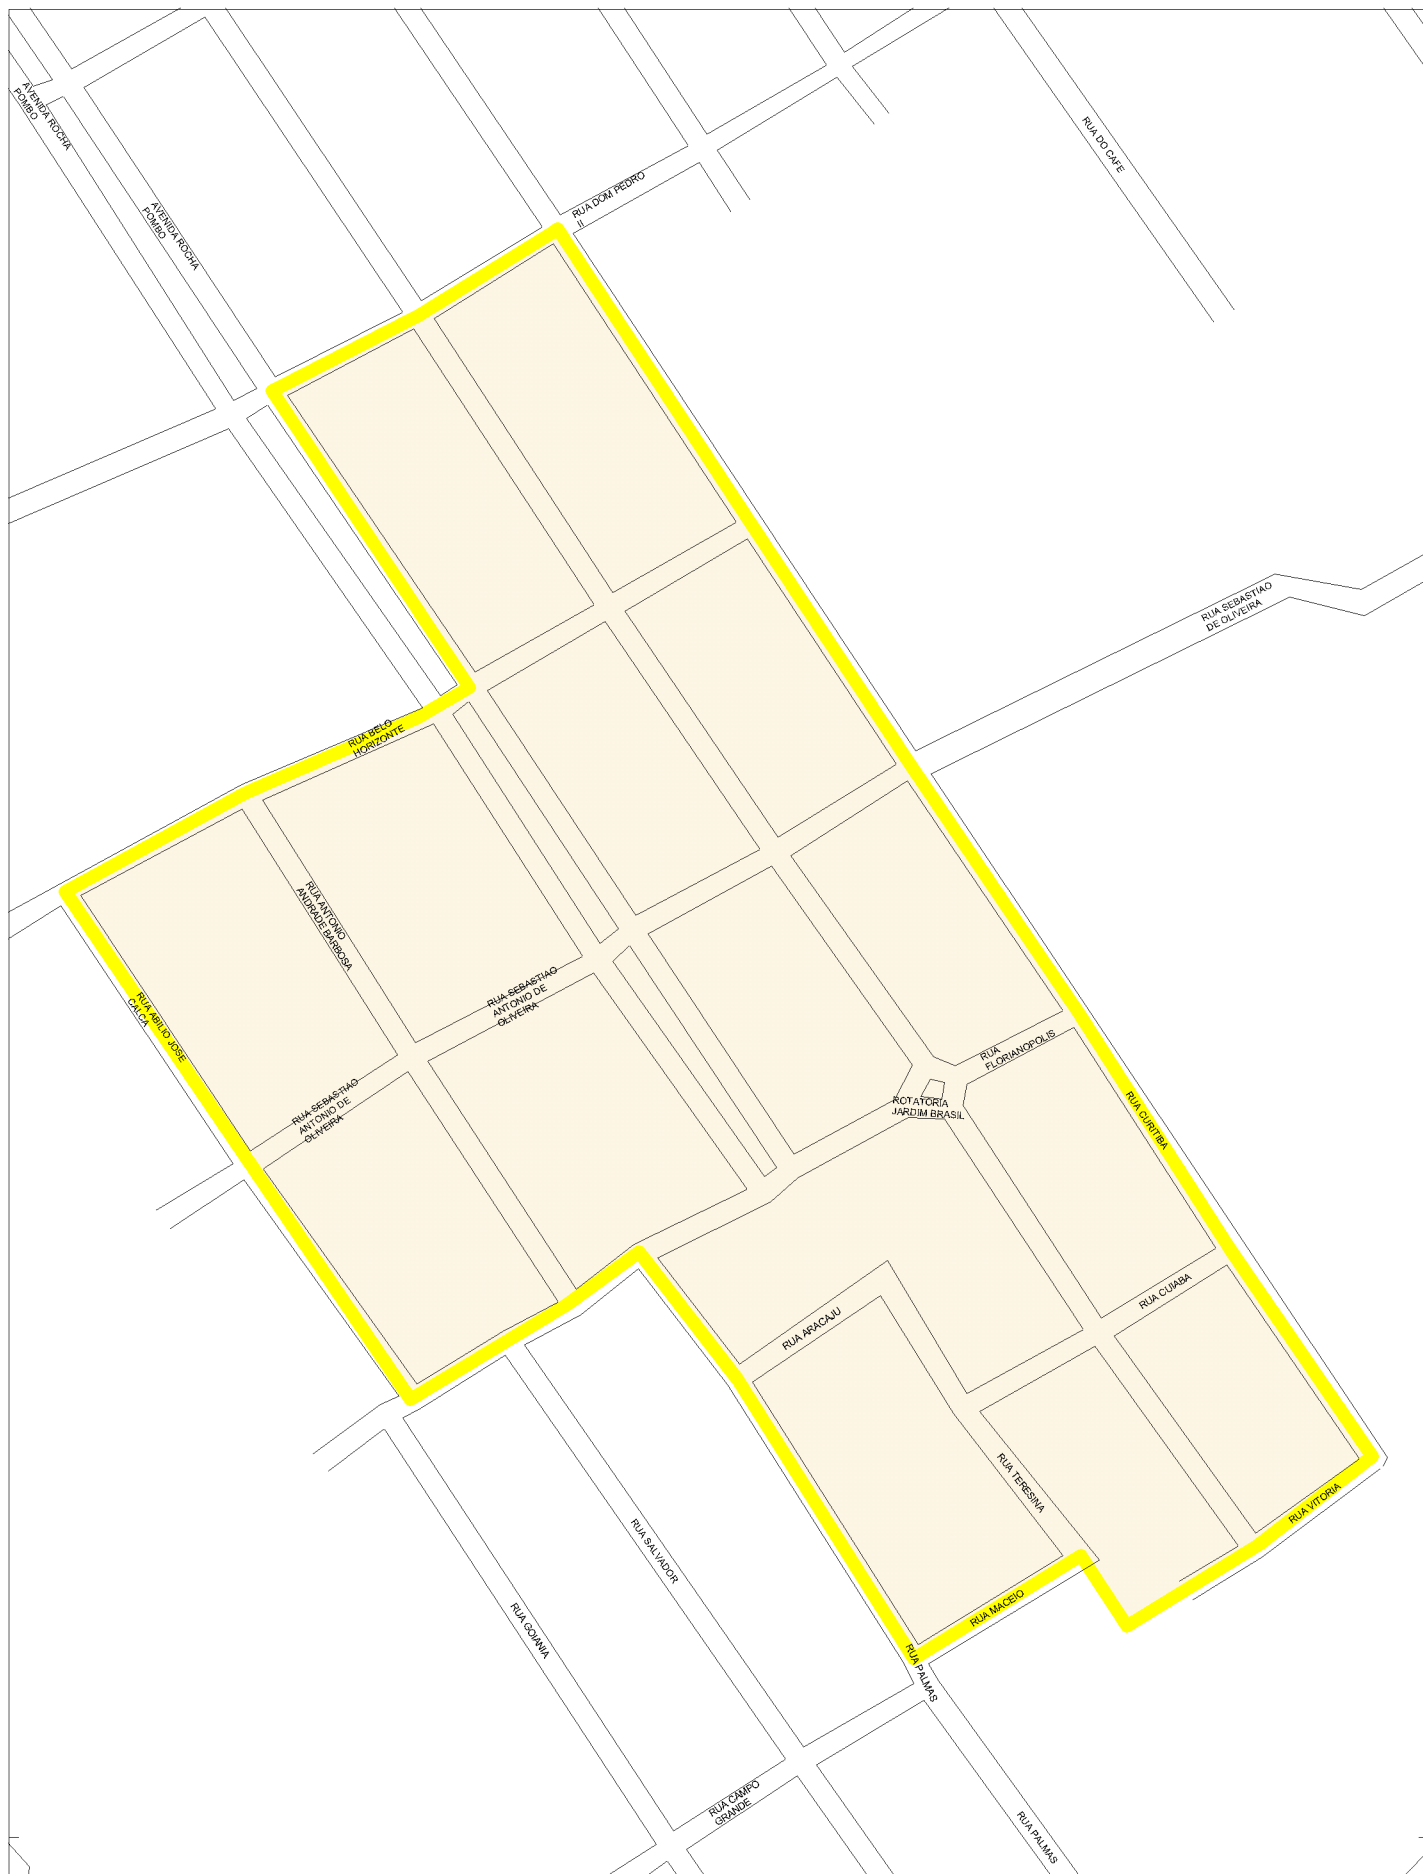 AVENIDA ROCHA
POMBO
AVENIDA ROCHA
POMBO
RUA DO CAFE
RUA DOM PEDRO
II
RUA SEBASTIAO
DE OLIVEIRA
RUA BELO
HORIZONTE
RUA ANTONIO
ANDRADE BARBOSA
RUA SEBASTIAO
ANTONIO DE
OLIVEIRA
RUA ABILIO JOSE
CALCA
RUA SEBASTIAO
ANTONIO DE
OLIVEIRA
RUA
FLORIANOPOLIS
ROTATORIA
JARDIM BRASIL
RUA CURITIBA
RUA CUIABA
RUA ARACAJU
RUA TERESINA
RUA VITORIA
RUA SALVADOR
RUA MACEIO
RUA GOIANIA
RUA PALMAS
RUA CAMPO
GRANDE
RUA PALMAS